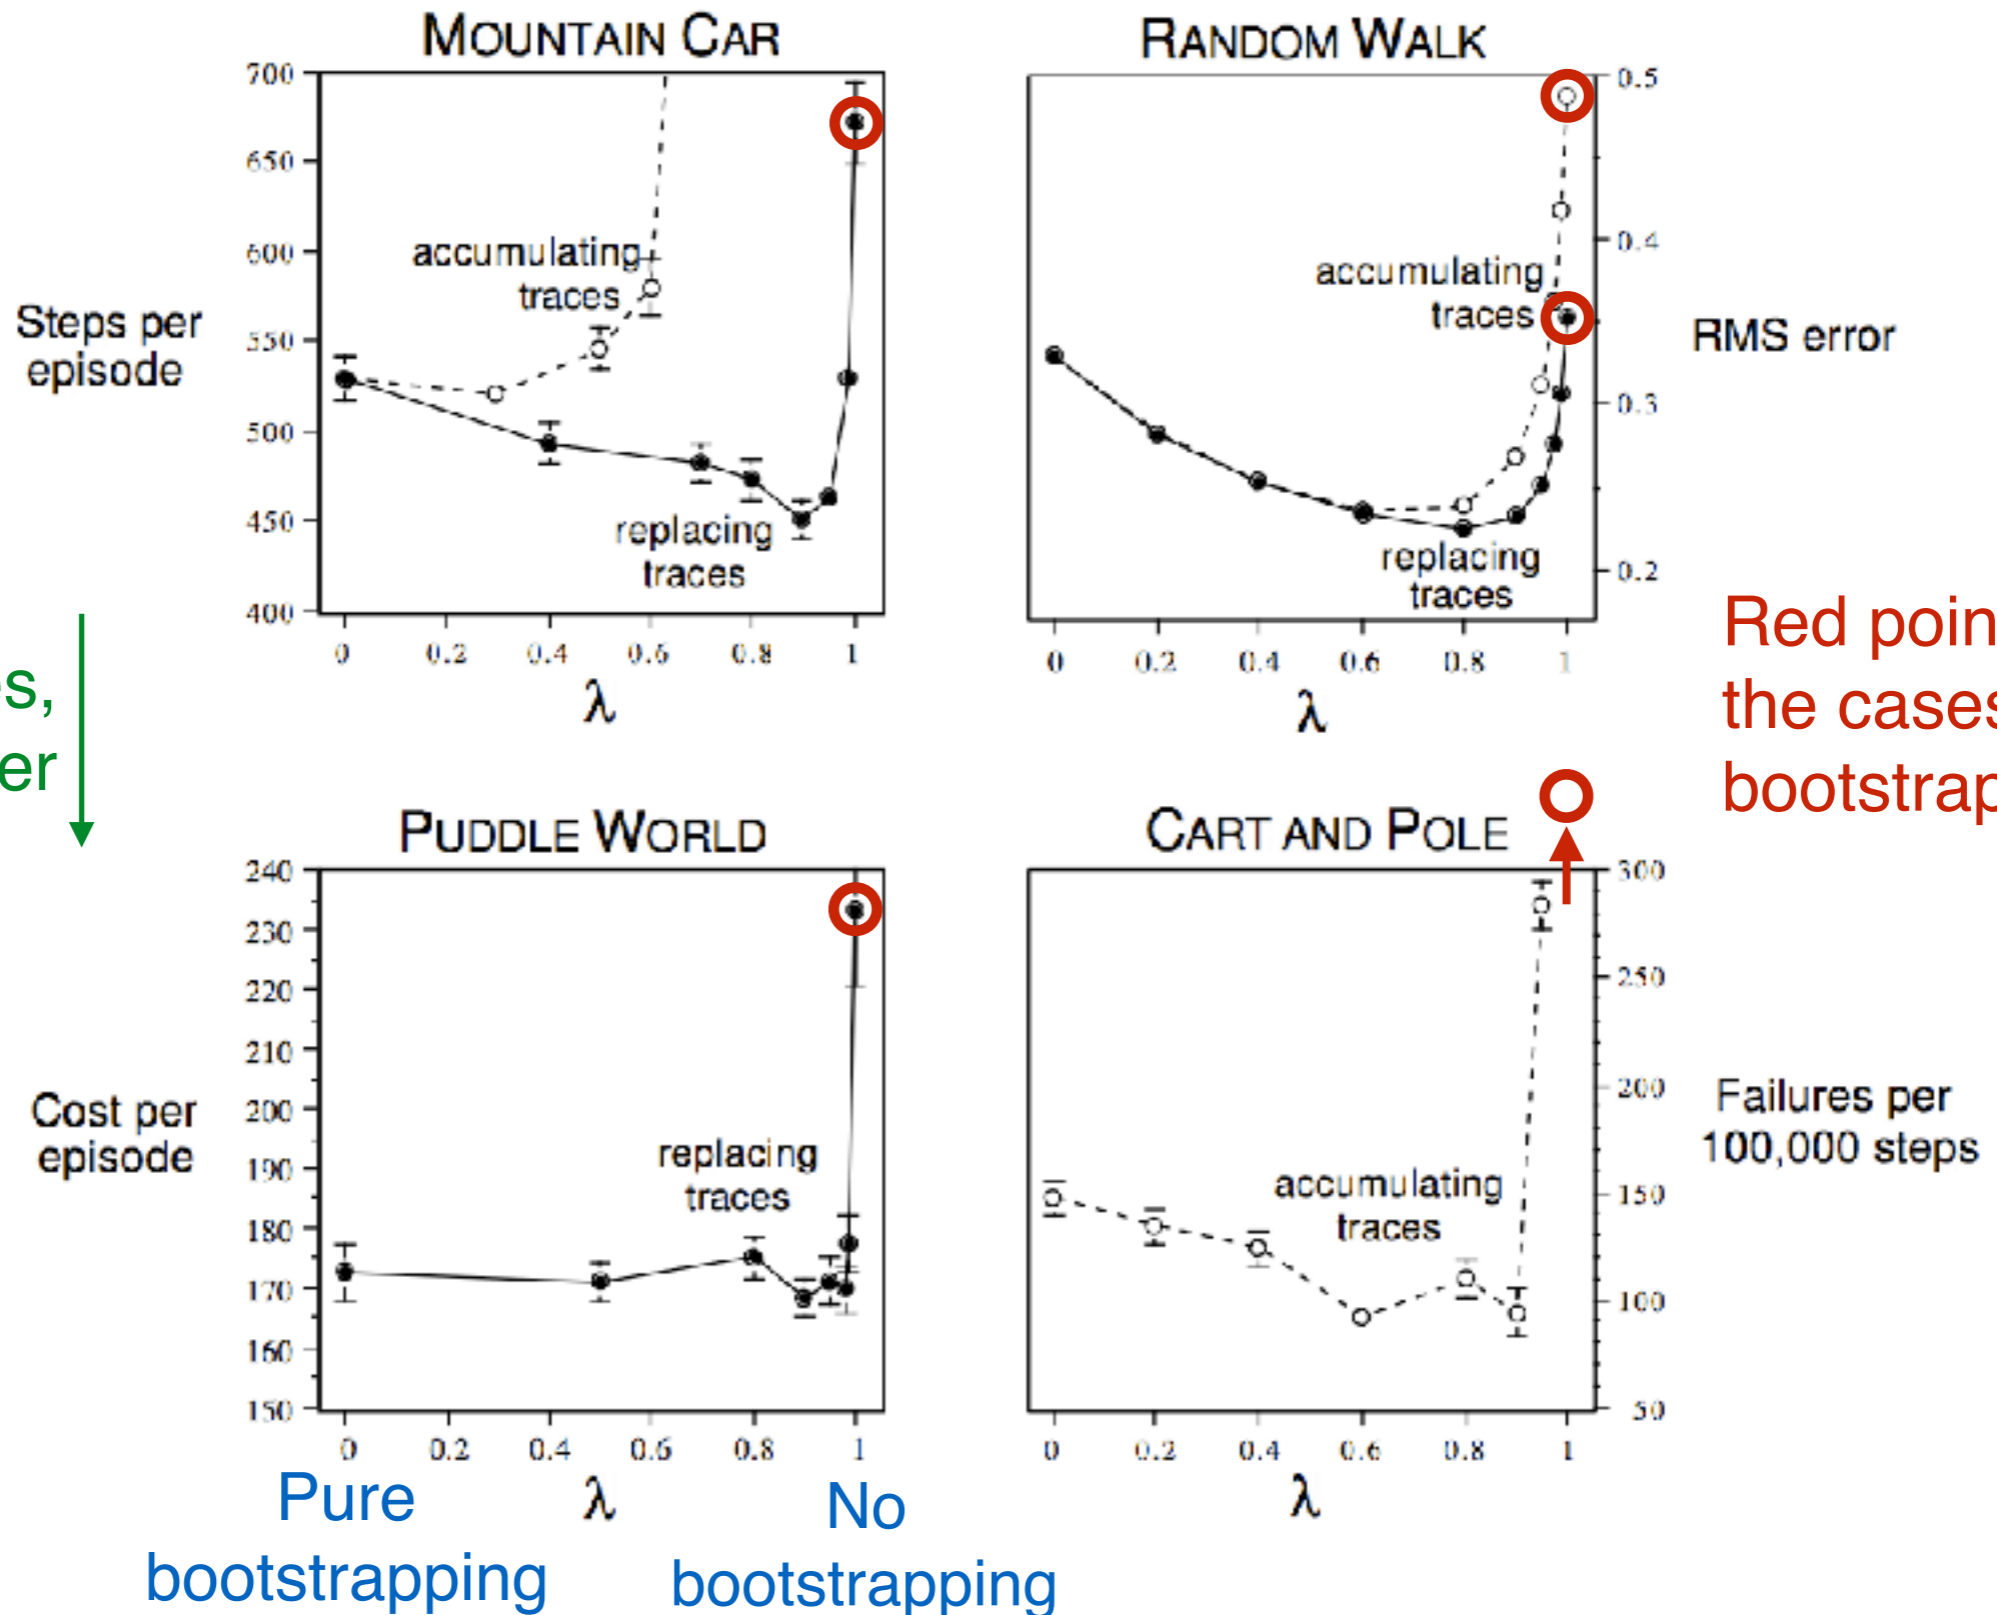 MOUNTAIN CAR
700
650
600
550
500
450
400
Steps per
episode
accumulating
traces
replacing
traces
0 0.2 0.4 0.6 0.8 1
λ
RANDOM WALK
0.5
0.4
0.3
0.2
RMS error
accumulating
traces
replacing
traces
0 0.2 0.4 0.6 0.8 1
λ
Red poin
the cases
bootstrap
s,
er
PUDDLE WORLD
240
230
220
210
200
190
180
170
160
150
Cost per
episode
replacing
traces
0 0.2 0.4 0.6 0.8 1
λ
Pure
bootstrapping
No
bootstrapping
CART AND POLE
300
250
200
150
100
50
Failures per
100,000 steps
accumulating
traces
0 0.2 0.4 0.6 0.8 1
λ